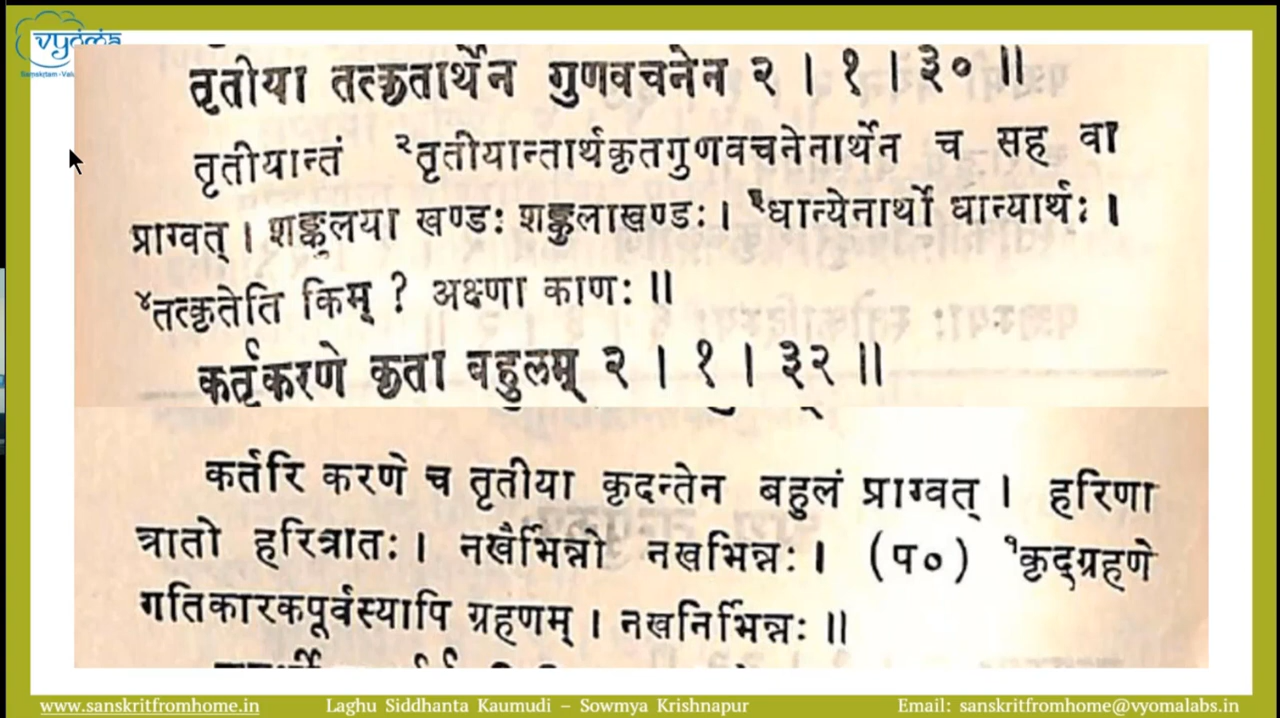 vyoma
तृतीया तत्कृतार्थेन गुणवचनेन २ । १ । ३० ॥
तृतीयान्तं २तृतीयान्तार्थकृतगुणवचनेनार्थेन च सह वा
प्राग्वत् । शङ्कुलया खण्डः शङ्कुलाखण्डः । ३धान्येनार्थो धान्यार्थः ।
४तत्कृतेति किम् ? अक्ष्णा काणः ॥
कर्तृकरणे कृता बहुलम् २ । १ । ३२ ॥
कर्तरि करणे च तृतीया कृदन्तेन बहुलं प्राग्वत् । हरिणा
त्रातो हरित्रातः । नखैर्भिन्नो नखभिन्नः । (प०) १कृद्ग्रहणे
गतिकारकपूर्वस्यापि ग्रहणम् । नखनिर्भिन्नः ॥
www.sanskritfromhome.in Laghu Siddhanta Kaumudi – Sowmya Krishnapur Email: sanskritfromhome@vyomalabs.in